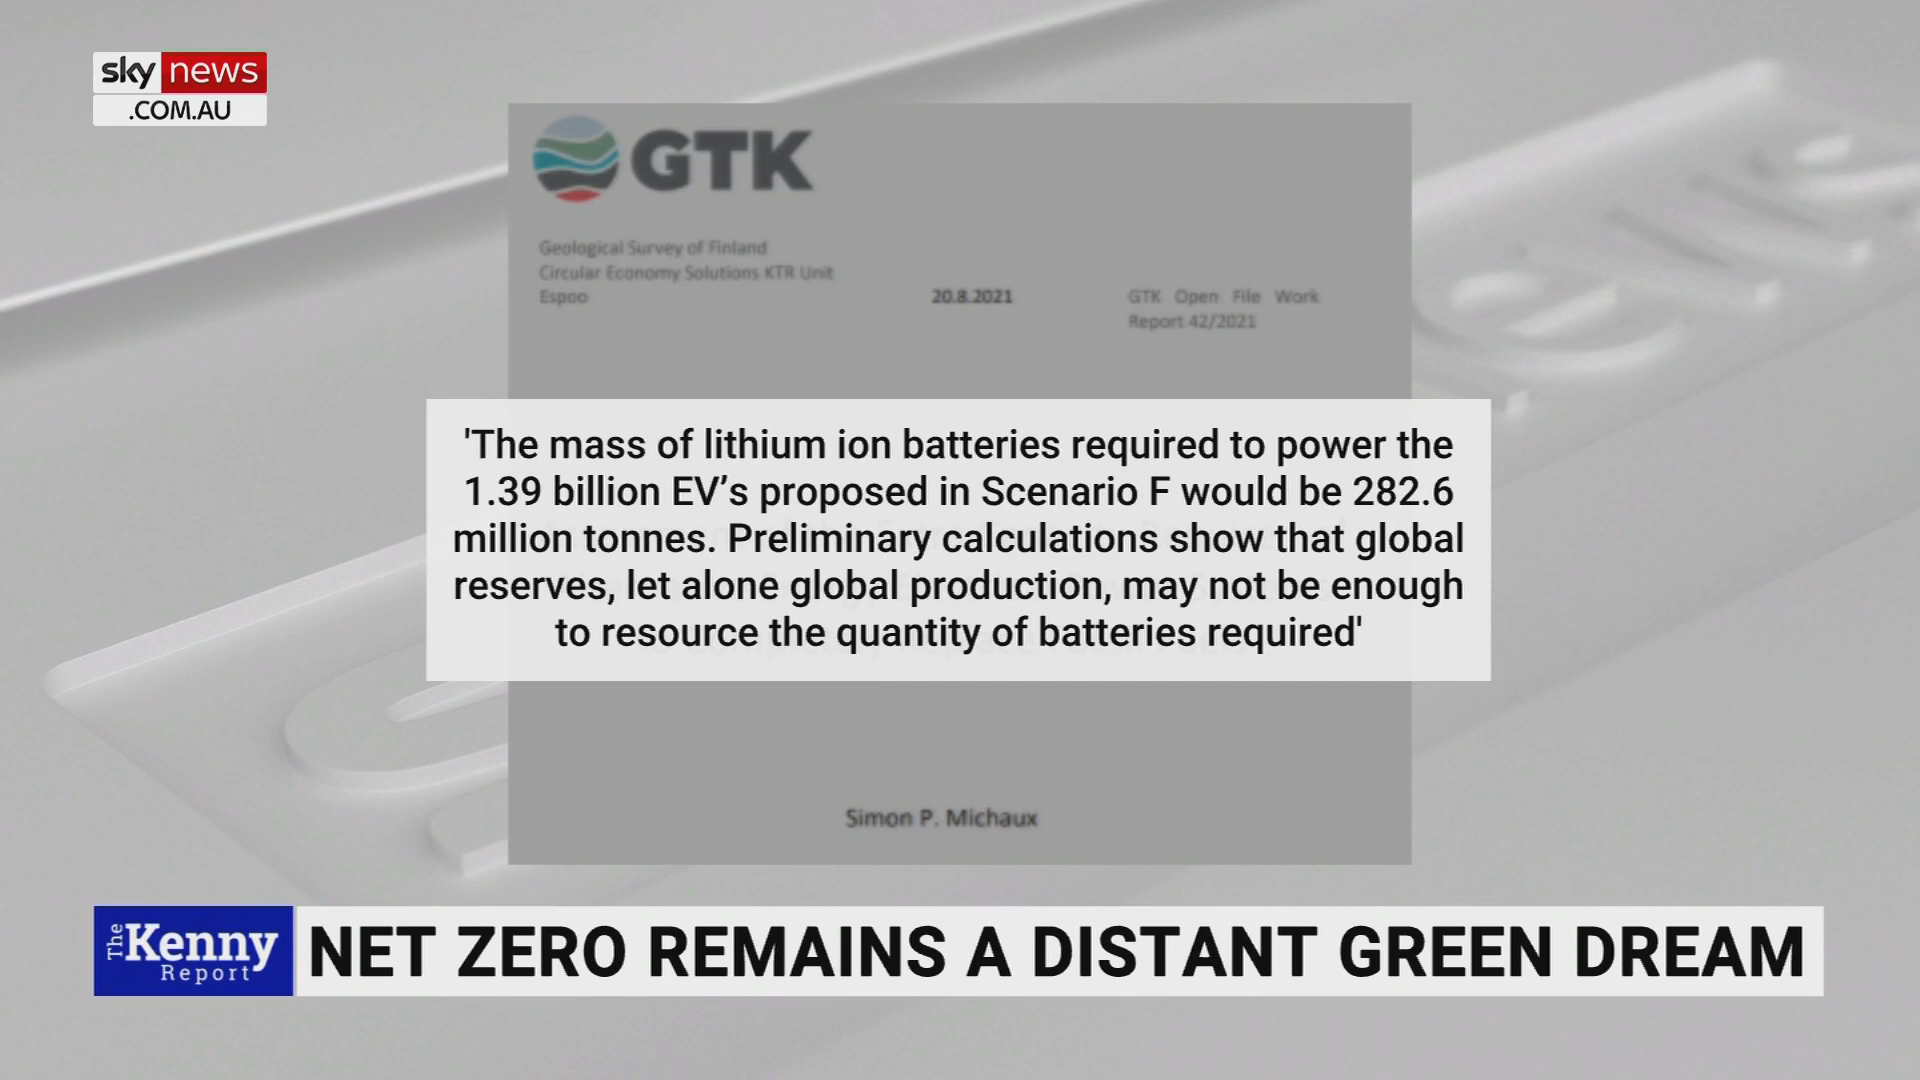 sky news
.COM.AU
GTK
Geological Survey of Finland
Circular Economy Solutions KTR Unit
Espoo
20.8.2021
GTK Open File Work
Report 42/2021
'The mass of lithium ion batteries required to power the
1.39 billion EV’s proposed in Scenario F would be 282.6
million tonnes. Preliminary calculations show that global
reserves, let alone global production, may not be enough
to resource the quantity of batteries required'
Simon P. Michaux
The Kenny Report
NET ZERO REMAINS A DISTANT GREEN DREAM